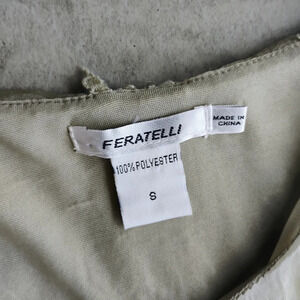 FERATELLI
MADE IN
CHINA
100% POLYESTER
S